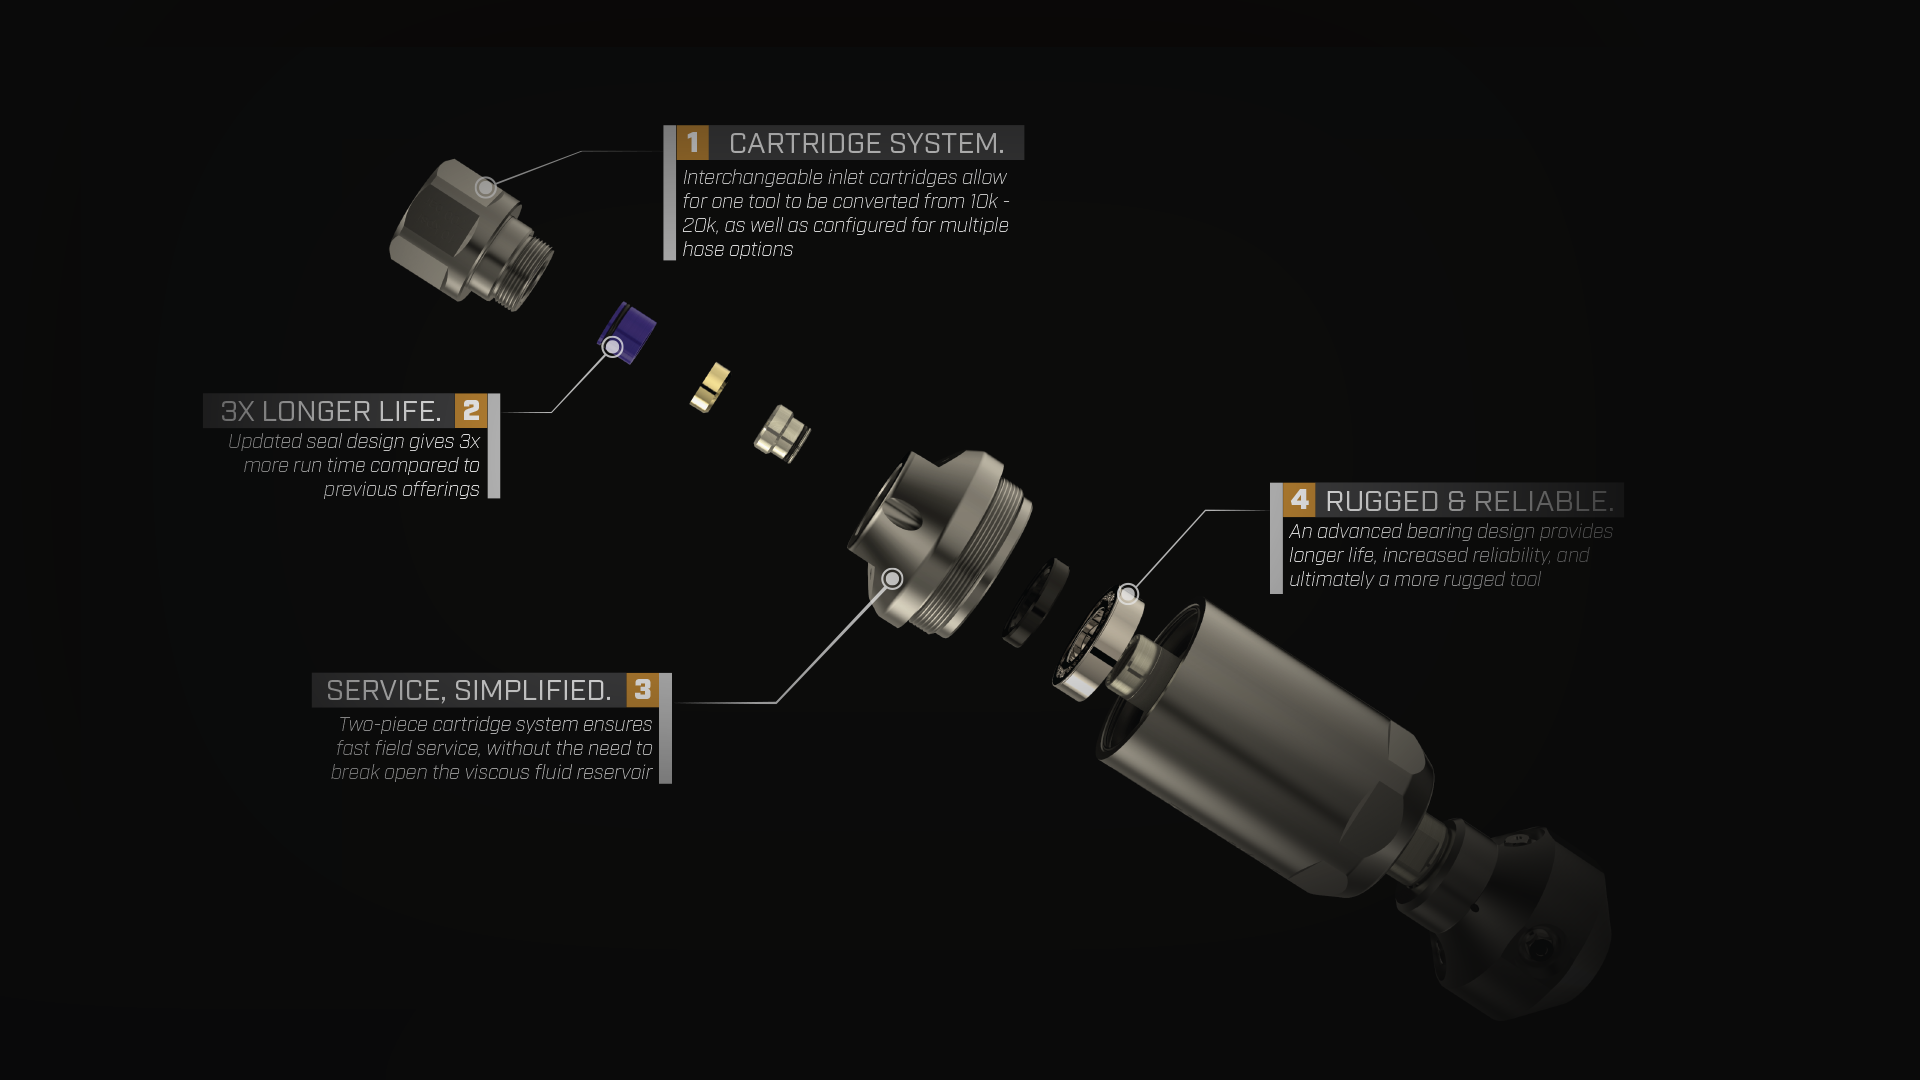 1 CARTRIDGE SYSTEM.
Interchangeable inlet cartridges allow
for one tool to be converted from 10k -
20k, as well as configured for multiple
hose options
3X LONGER LIFE. 2
Updated seal design gives 3x
more run time compared to
previous offerings
4 RUGGED & RELIABLE.
An advanced bearing design provides
longer life, increased reliability, and
ultimately a more rugged tool
SERVICE, SIMPLIFIED. 3
Two-piece cartridge system ensures
fast field service, without the need to
break open the viscous fluid reservoir